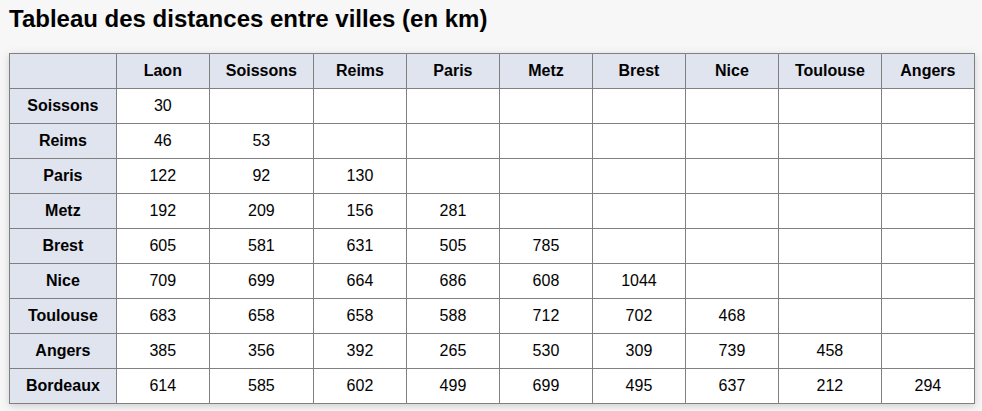 Tableau des distances entre villes (en km)
Laon Soissons Reims Paris Metz Brest Nice Toulouse Angers
Soissons 30
Reims 46 53
Paris 122 92 130
Metz 192 209 156 281
Brest 605 581 631 505 785
Nice 709 699 664 686 608 1044
Toulouse 683 658 658 588 712 702 468
Angers 385 356 392 265 530 309 739 458
Bordeaux 614 585 602 499 699 495 637 212 294